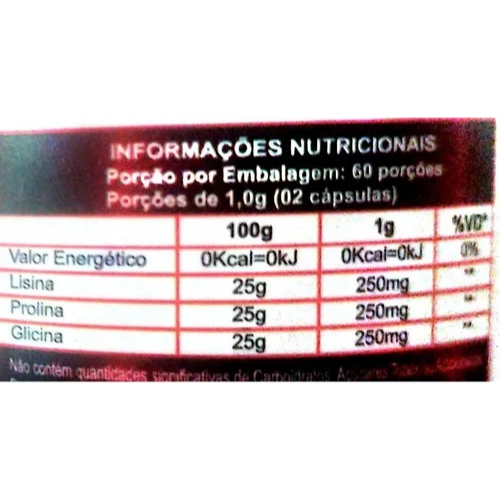 INFORMAÇÕES NUTRICIONAIS
Porção por Embalagem: 60 porções
Porções de 1,0g (02 cápsulas)
100g 1g %VD*
Valor Energético 0Kcal=0kJ 0Kcal=0kJ 0%
Lisina 25g 250mg **
Prolina 25g 250mg **
Glicina 25g 250mg **
Não contém quantidades significativas de Carboidratos, Açúcares Totais,